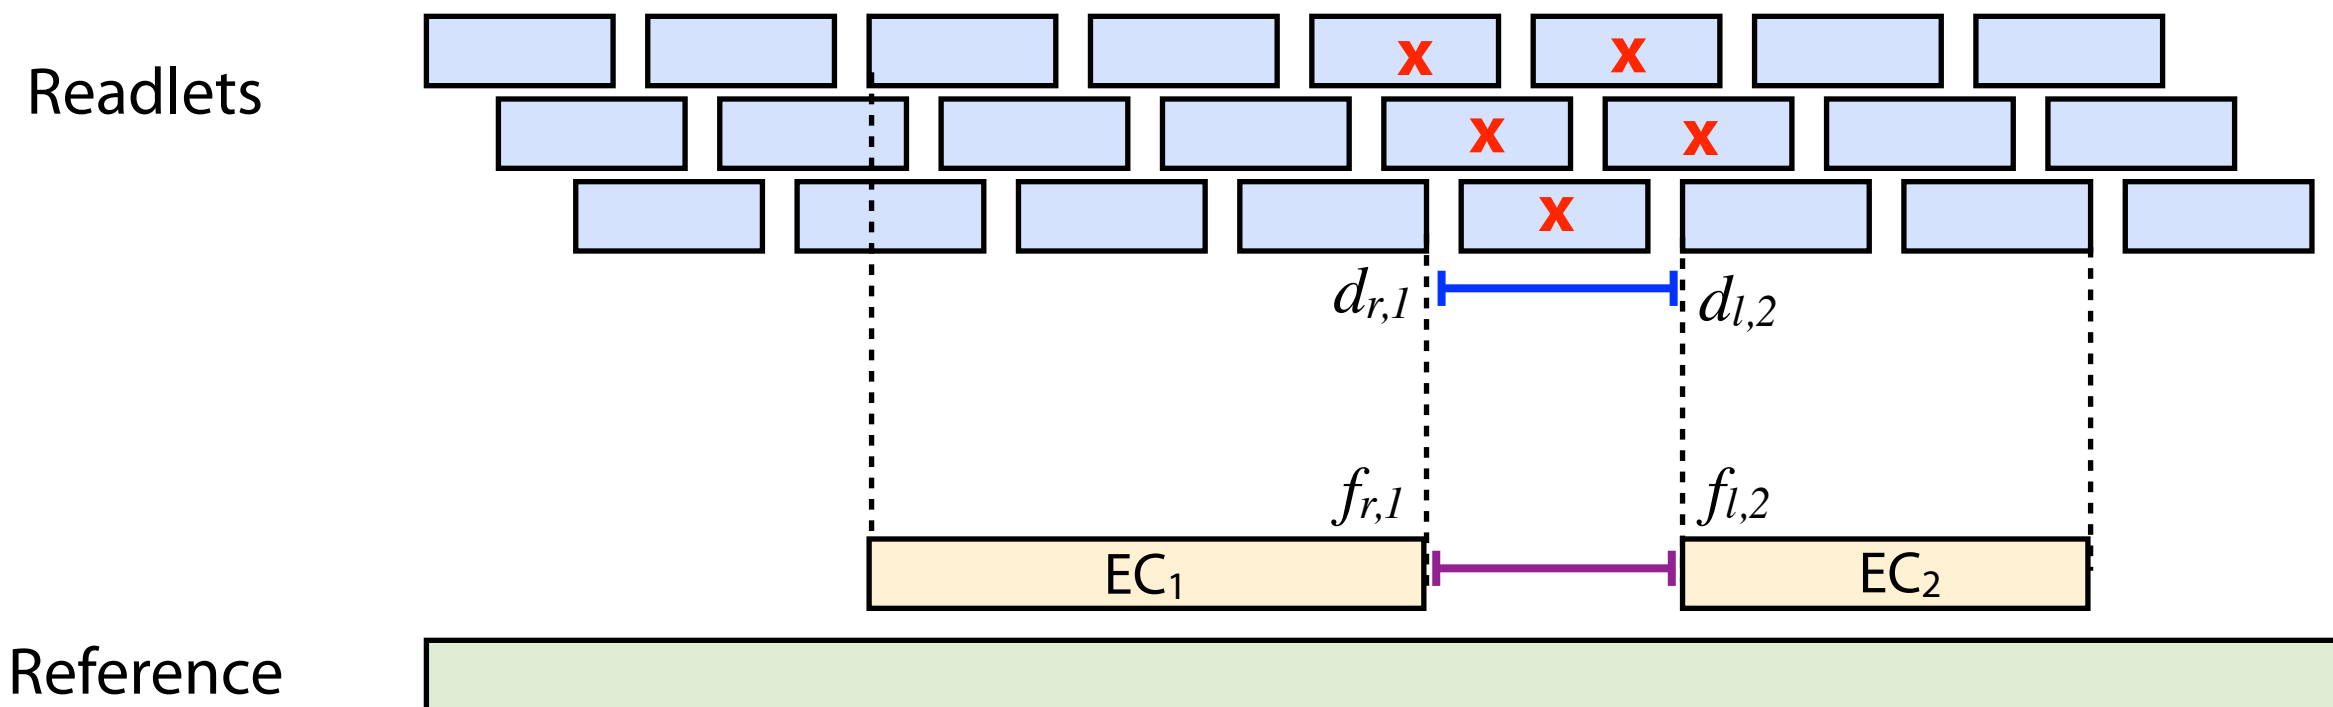 x x
Readlets
x x
x
dr,1 dl,2
fr,1 fl,2
EC1 EC2
Reference